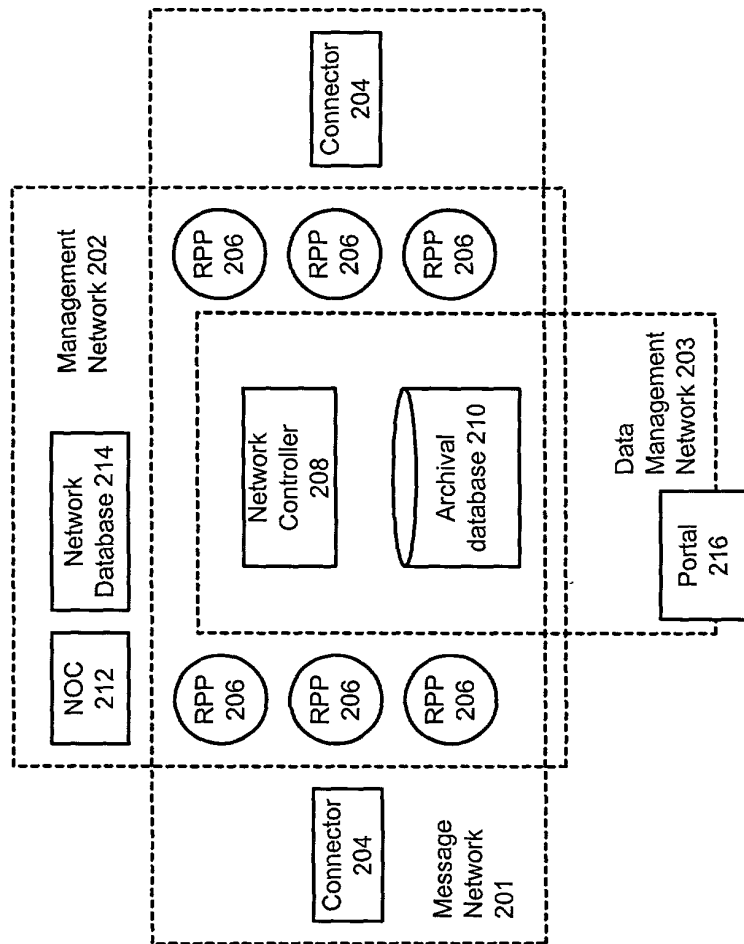 NOC
212
Network
Database 214
Management
Network 202
Connector
204
RPP
206
RPP
206
RPP
206
Message
Network
201
Network
Controller
208
Archival
database 210
RPP
206
RPP
206
RPP
206
Connector
204
Portal
216
Data
Management
Network 203